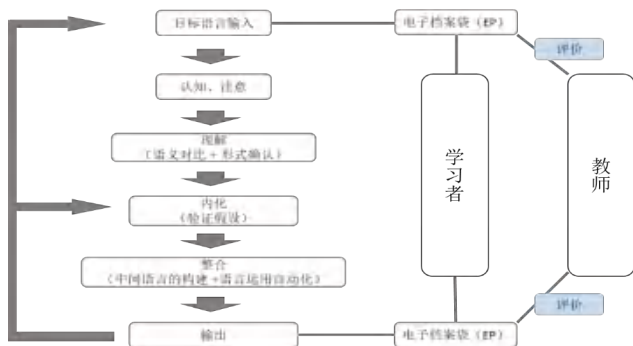 目标语言输入
电子档案袋（EP）
评价
认知、注意
理解
（语义对比+形式确认）
学习者
教师
内化
（验证假设）
整合
（中间语言的构建+语言运用自动化）
评价
输出
电子档案袋（EP）